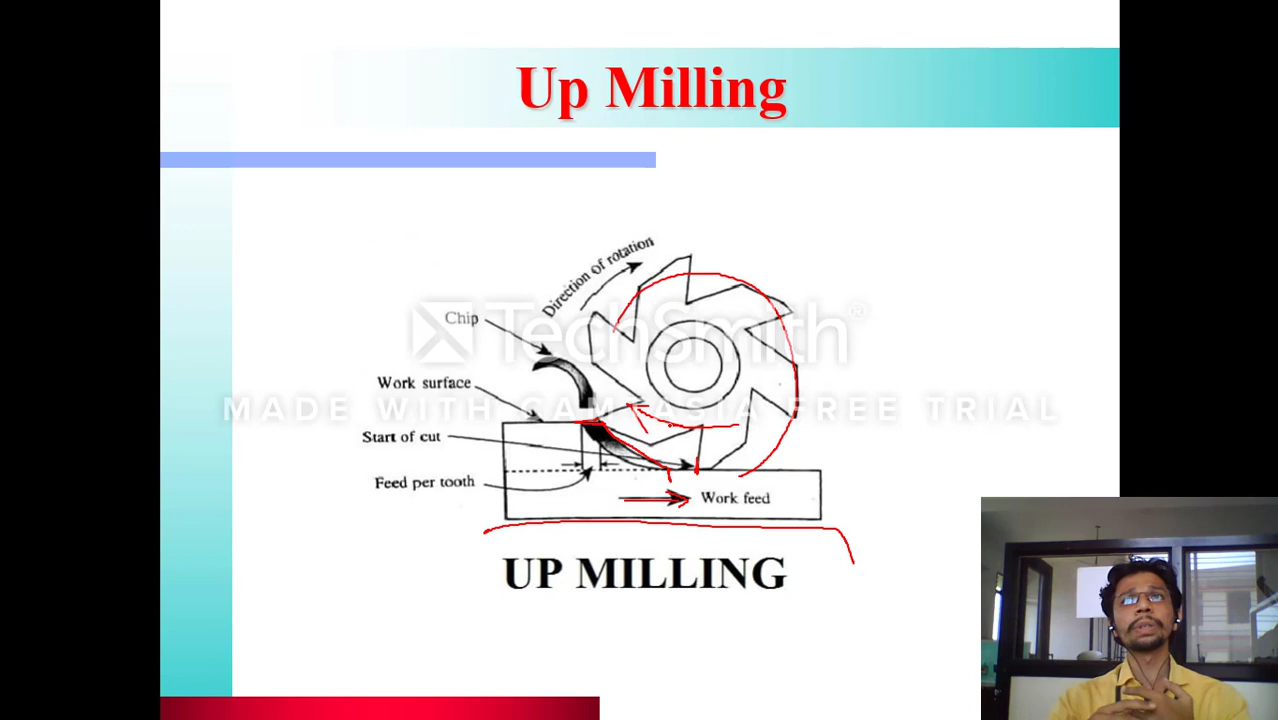 Up Milling
Direction of rotation
Chip
TechSmith®
Work surface
MADE WITH CAMTASIA FREE TRIAL
Start of cut
Feed per tooth
Work feed
UP MILLING